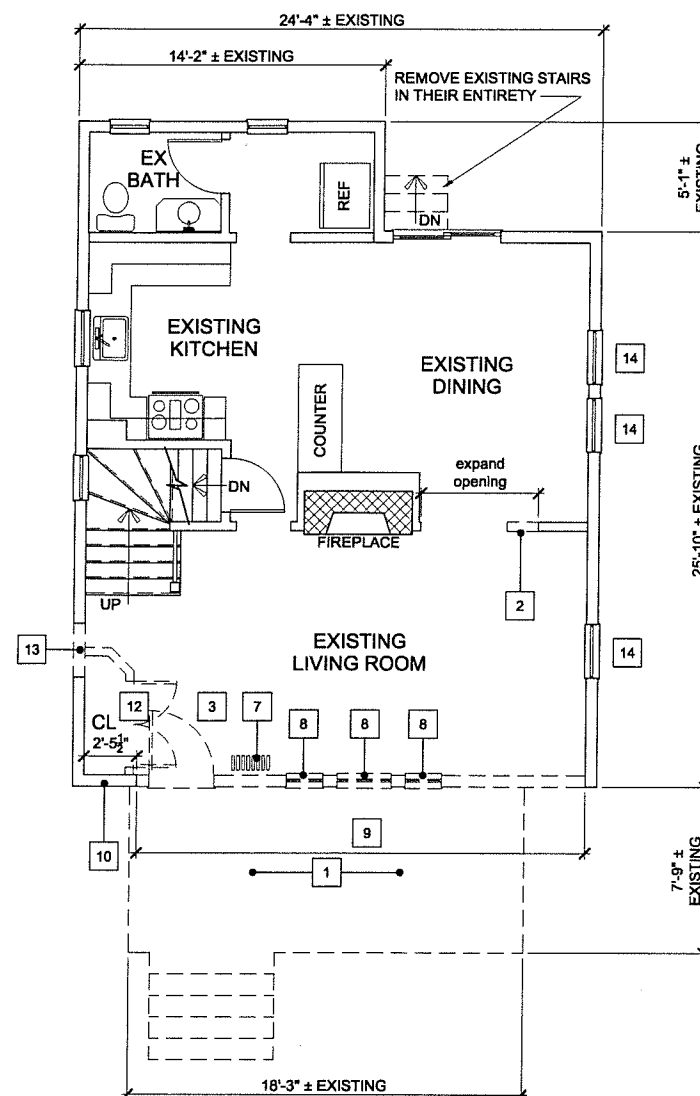 24'-4" ± EXISTING
14'-2" ± EXISTING
REMOVE EXISTING STAIRS
IN THEIR ENTIRETY
5'-1" ±
EXISTING
EX
BATH
REF
DN
EXISTING
KITCHEN
EXISTING
DINING
14
14
COUNTER
expand
opening
DN
FIREPLACE
25'-10" ± EXISTING
2
UP
EXISTING
LIVING ROOM
13
14
12
3
7
8
8
8
CL
2'-5½"
9
10
1
7'-9" ±
EXISTING
18'-3" ± EXISTING